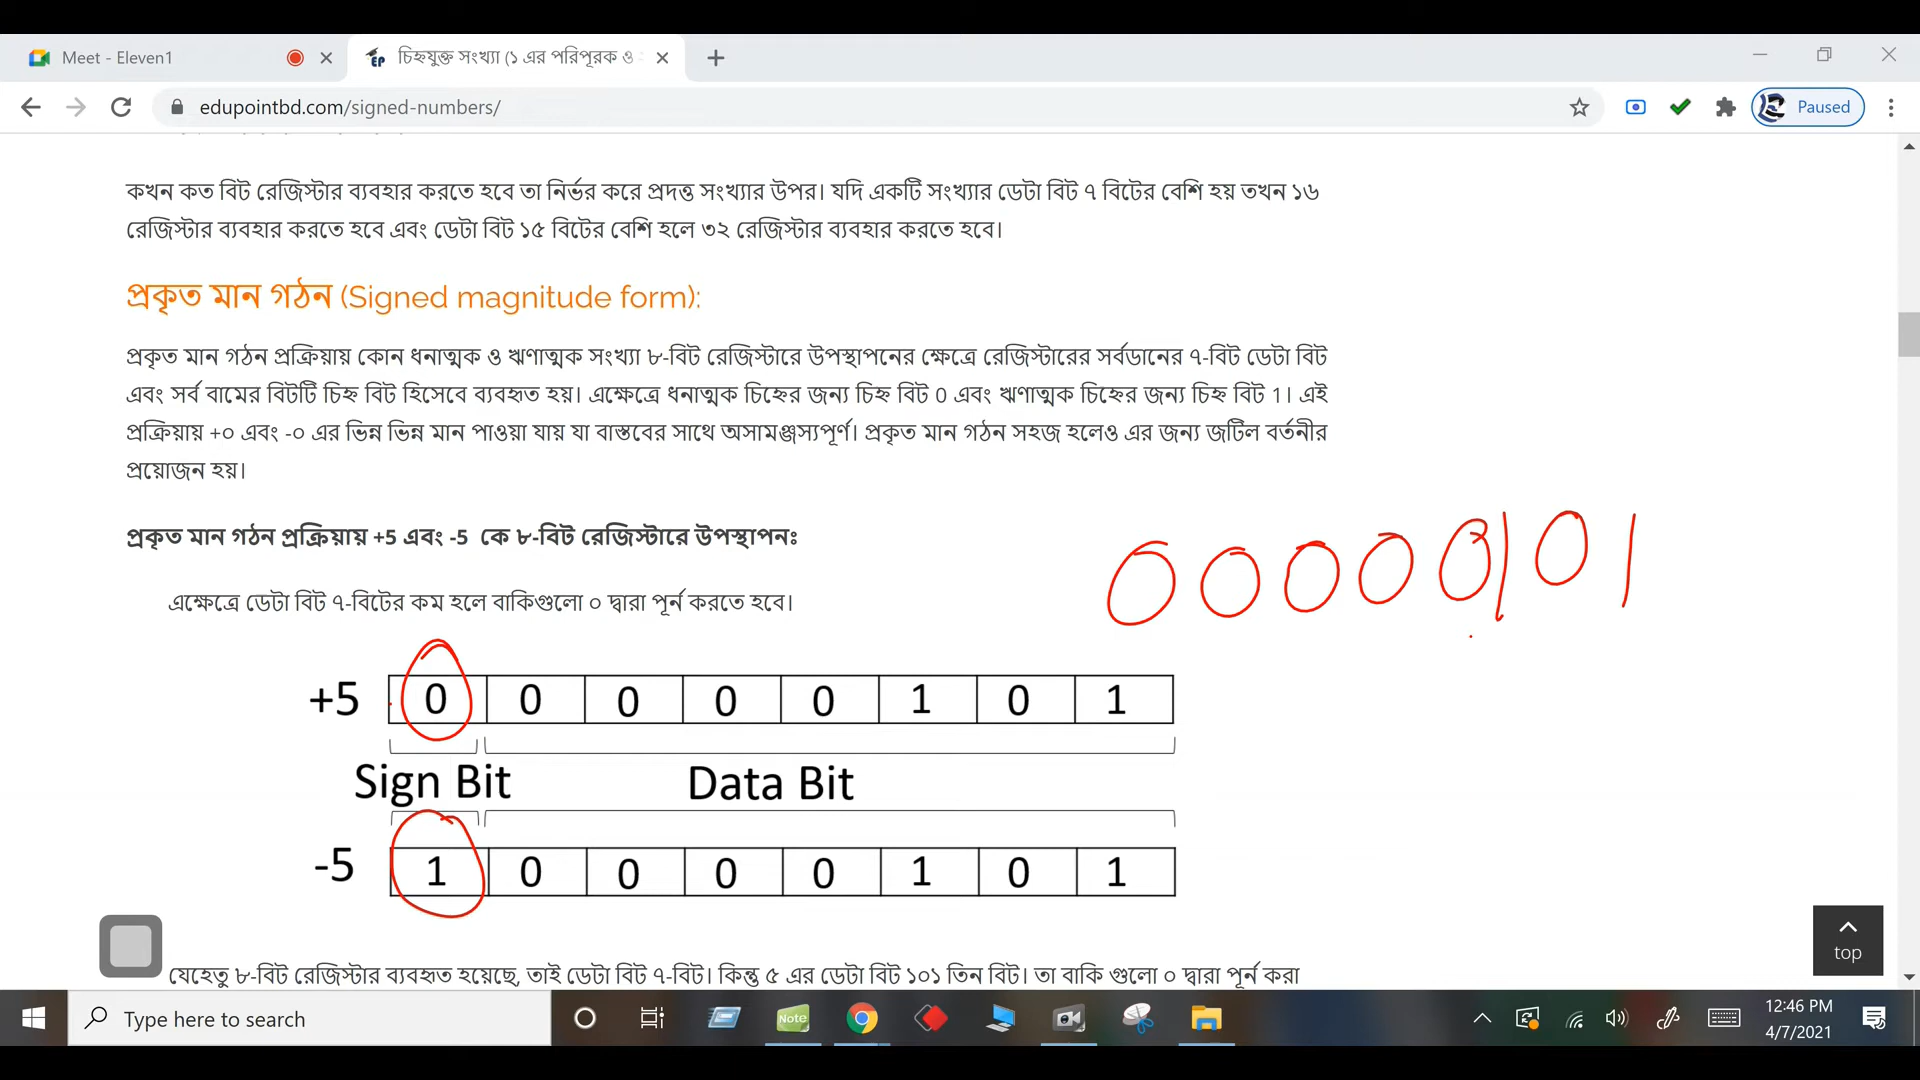 Meet - Eleven1
চিহ্নযুক্ত সংখ্যা (১ এর পরিপূরক ও
edupointbd.com/signed-numbers/
Paused
কখন কত বিট রেজিস্টার ব্যবহার করতে হবে তা নির্ভর করে প্রদত্ত সংখ্যার উপর। যদি একটি সংখ্যার ডেটা বিট ৭ বিটের বেশি হয় তখন ১৬
রেজিস্টার ব্যবহার করতে হবে এবং ডেটা বিট ১৫ বিটের বেশি হলে ৩২ রেজিস্টার ব্যবহার করতে হবে।
প্রকৃত মান গঠন (Signed magnitude form):
প্রকৃত মান গঠন প্রক্রিয়ায় কোন ধনাত্মক ও ঋণাত্মক সংখ্যা ৮-বিট রেজিস্টারে উপস্থাপনের ক্ষেত্রে রেজিস্টারের সর্বডানের ৭-বিট ডেটা বিট
এবং সর্ব বামের বিটটি চিহ্ন বিট হিসেবে ব্যবহৃত হয়। এক্ষেত্রে ধনাত্মক চিহ্নের জন্য চিহ্ন বিট 0 এবং ঋণাত্মক চিহ্নের জন্য চিহ্ন বিট 1। এই
প্রক্রিয়ায় +০ এবং -০ এর ভিন্ন ভিন্ন মান পাওয়া যায় যা বাস্তবের সাথে অসামঞ্জস্যপূর্ণ। প্রকৃত মান গঠন সহজ হলেও এর জন্য জটিল বর্তনীর
প্রয়োজন হয়।
প্রকৃত মান গঠন প্রক্রিয়ায় +5 এবং -5 কে ৮-বিট রেজিস্টারে উপস্থাপনঃ
0 0 0 0 0 1 0 1
এক্ষেত্রে ডেটা বিট ৭-বিটের কম হলে বাকিগুলো ০ দ্বারা পূর্ন করতে হবে।
+5 0 0 0 0 0 1 0 1
Sign Bit Data Bit
-5 1 0 0 0 0 1 0 1
top
যেহেতু ৮-বিট রেজিস্টার ব্যবহৃত হয়েছে, তাই ডেটা বিট ৭-বিট। কিন্তু ৫ এর ডেটা বিট ১০১ তিন বিট। তা বাকি গুলো ০ দ্বারা পূর্ন করা
Type here to search
Note
12:46 PM
4/7/2021